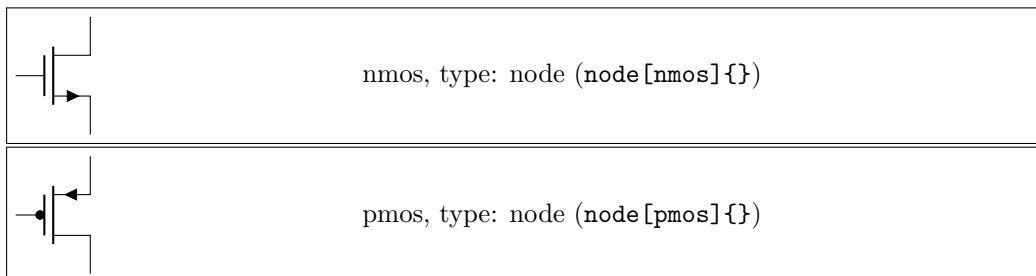 nmos, type: node (node[nmos]{})
pmos, type: node (node[pmos]{})